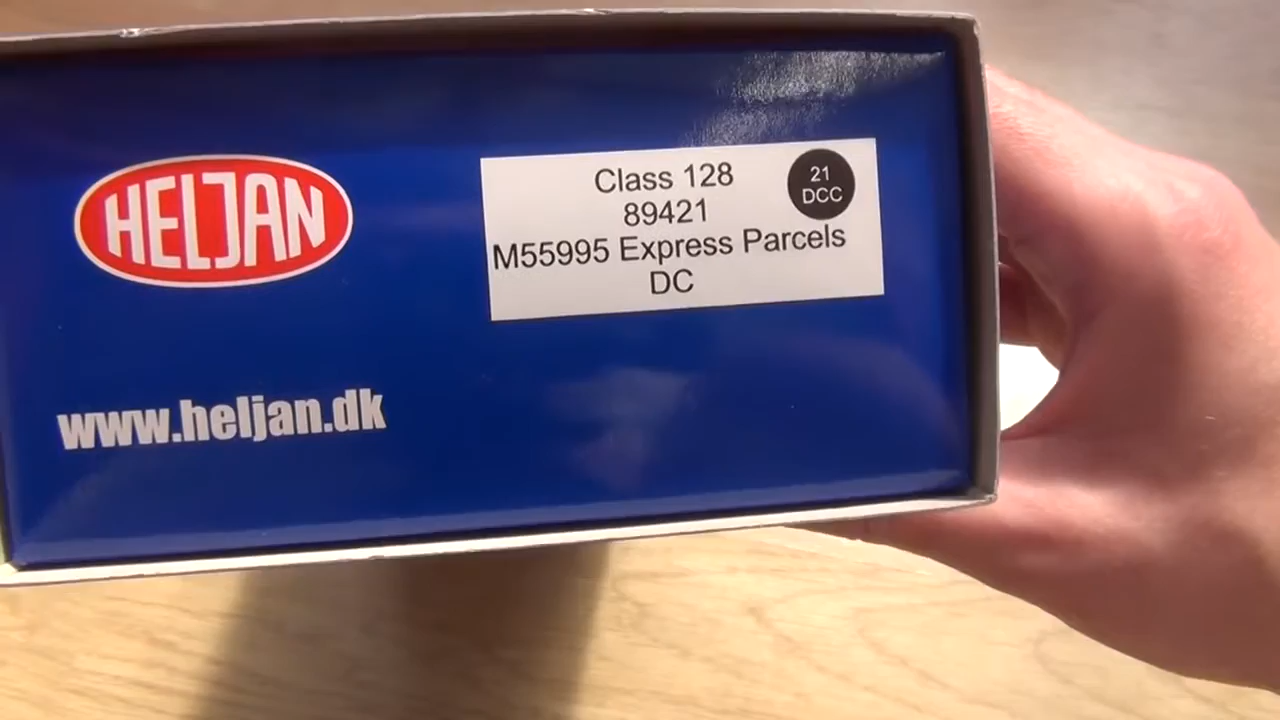 HELJAN
www.heljan.dk
Class 128
89421
M55995 Express Parcels
DC
21
DCC